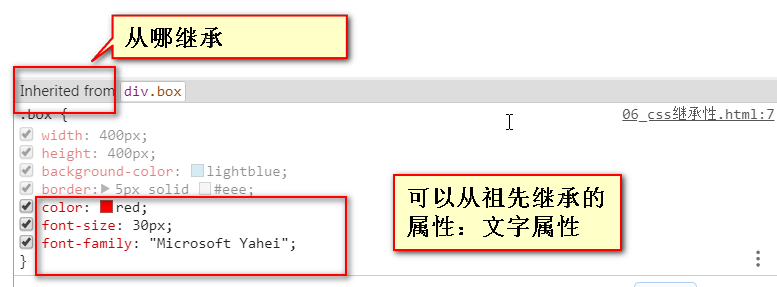 从哪继承
Inherited from div.box
.box { 06_css继承性.html:7
width: 400px;
height: 400px;
background-color: lightblue;
border: 5px solid #eee;
color: red;
font-size: 30px;
font-family: "Microsoft Yahei";
}
可以从祖先继承的
属性：文字属性